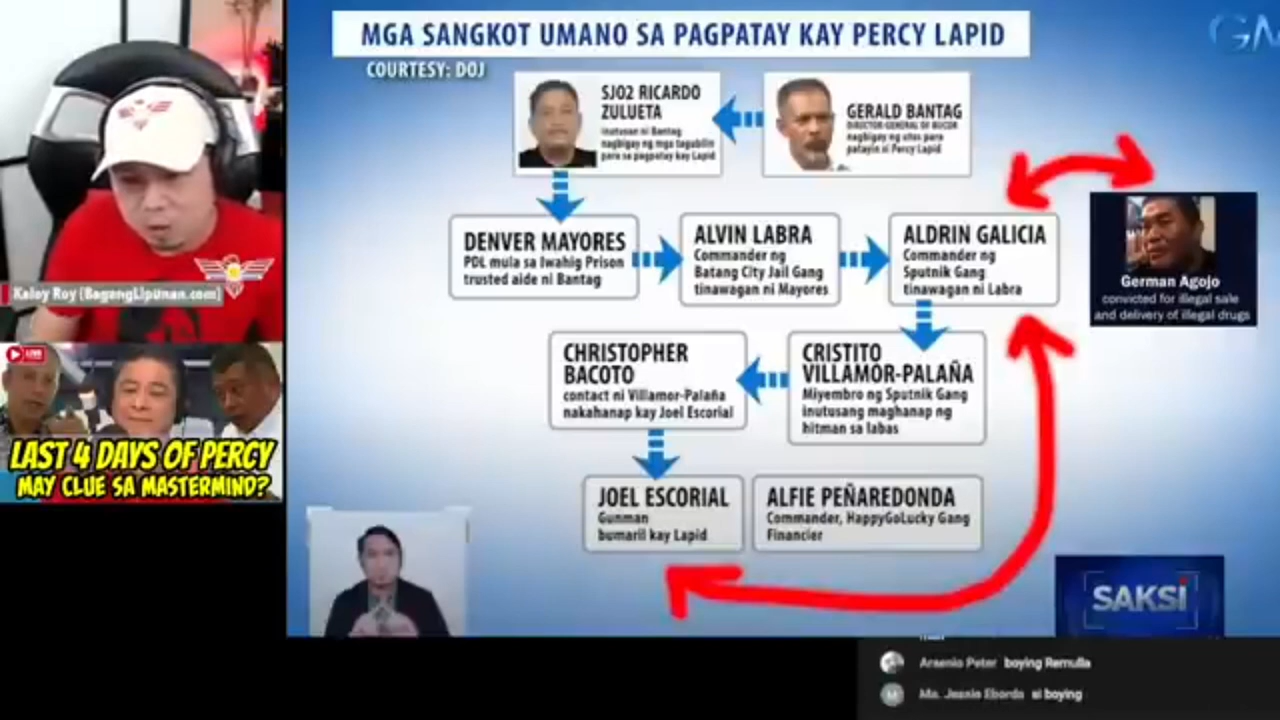 MGA SANGKOT UMANO SA PAGPATAY KAY PERCY LAPID
COURTESY: DOJ
GM
SJO2 RICARDO
ZULUETA
inutusan ni Bantag
nagbigay ng mga tagubilin
para sa pagpatay kay Lapid
GERALD BANTAG
DIRECTOR-GENERAL OF BUCOR
nagbigay ng utos para
patayin si Percy Lapid
DENVER MAYORES
PDL mula sa Iwahig Prison
trusted aide ni Bantag
ALVIN LABRA
Commander ng
Batang City Jail Gang
tinawagan ni Mayores
ALDRIN GALICIA
Commander ng
Sputnik Gang
tinawagan ni Labra
German Agojo
convicted for illegal sale
and delivery of illegal drugs
Kaloy Roy (BagongLipunan.com)
CHRISTOPHER
BACOTO
contact ni Villamor-Palaña
nakahanap kay Joel Escorial
CRISTITO
VILLAMOR-PALAÑA
Miyembro ng Sputnik Gang
inutusang maghanap ng
hitman sa labas
LIVE
LAST 4 DAYS OF PERCY
MAY CLUE SA MASTERMIND?
JOEL ESCORIAL
Gunman
bumaril kay Lapid
ALFIE PEÑAREDONDA
Commander, HappyGoLucky Gang
Financier
SAKSI
Arsenio Peter boying Remulla
Ma. Jessie Eborda si boying